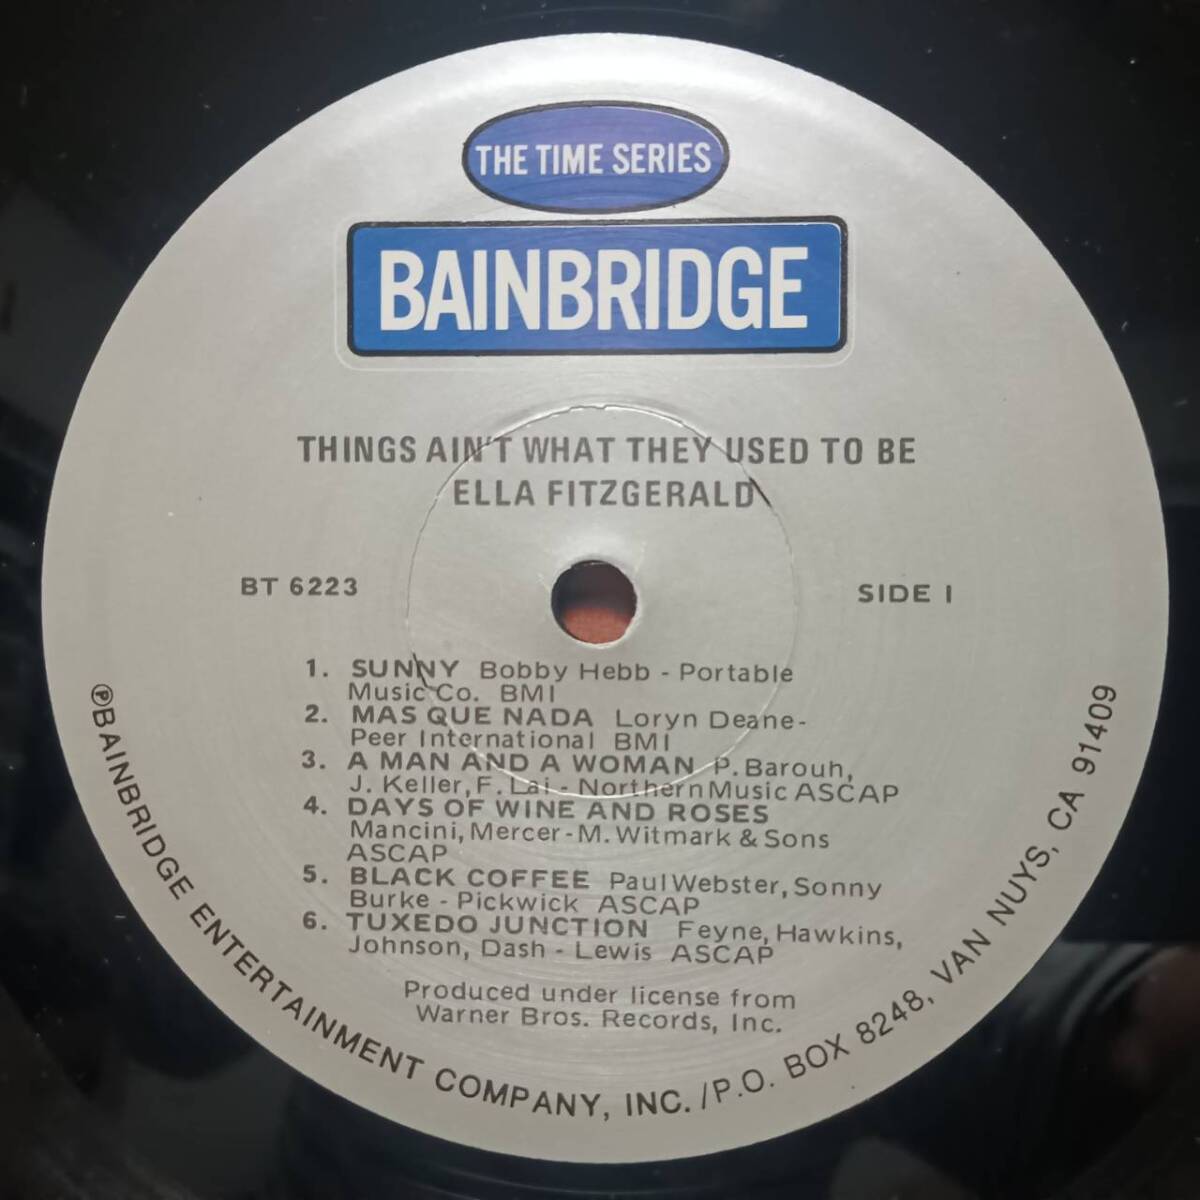 THE TIME SERIES
BAINBRIDGE
THINGS AIN'T WHAT THEY USED TO BE
ELLA FITZGERALD
BT 6223
SIDE 1
1. SUNNY Bobby Hebb - Portable
Music Co. BMI
2. MAS QUE NADA Loryn Deane-
Peer International BMI
3. A MAN AND A WOMAN P. Barouh,
J. Keller, F. Lai - Northern Music ASCAP
4. DAYS OF WINE AND ROSES
Mancini, Mercer-M. Witmark & Sons
ASCAP
5. BLACK COFFEE Paul Webster, Sonny
Burke - Pickwick ASCAP
6. TUXEDO JUNCTION Feyne, Hawkins,
Johnson, Dash - Lewis ASCAP
Produced under license from
Warner Bros. Records, Inc.
℗BAINBRIDGE ENTERTAINMENT COMPANY, INC. /P.O. BOX 8248, VAN NUYS, CA 91409